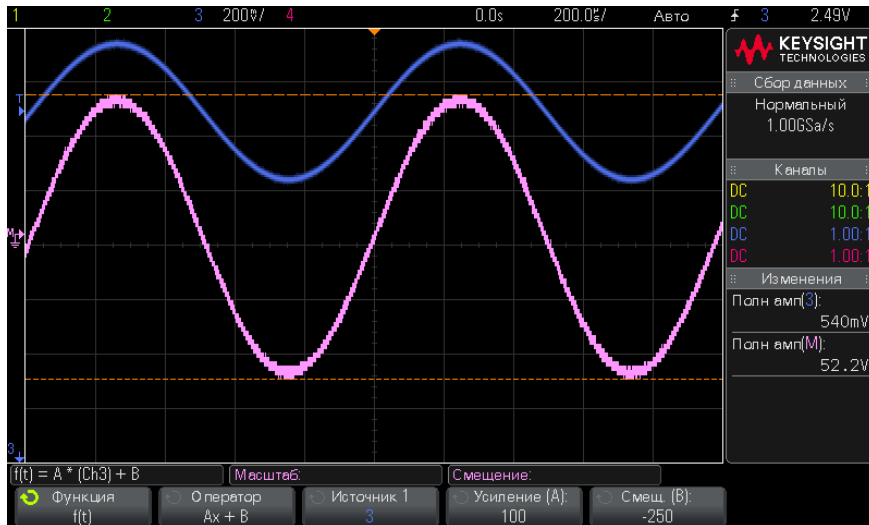 1 2 3 200▽/ 4 0.0s 200.0▽/ Авто 3 2.49V
KEYSIGHT
TECHNOLOGIES
Сбор данных
Нормальный
1.00GSa/s
T
Каналы
DC 10.0:1
DC 10.0:1
DC 1.00:1
DC 1.00:1
M
Изменения
Полн амп(3):
540mV
Полн амп(M):
52.2V
3
f(t) = A * (Ch3) + B Масштаб: Смещение:
Функция Оператор Источник 1 Усиление (A): Смещ. (B):
f(t) Ax + B 3 100 -250